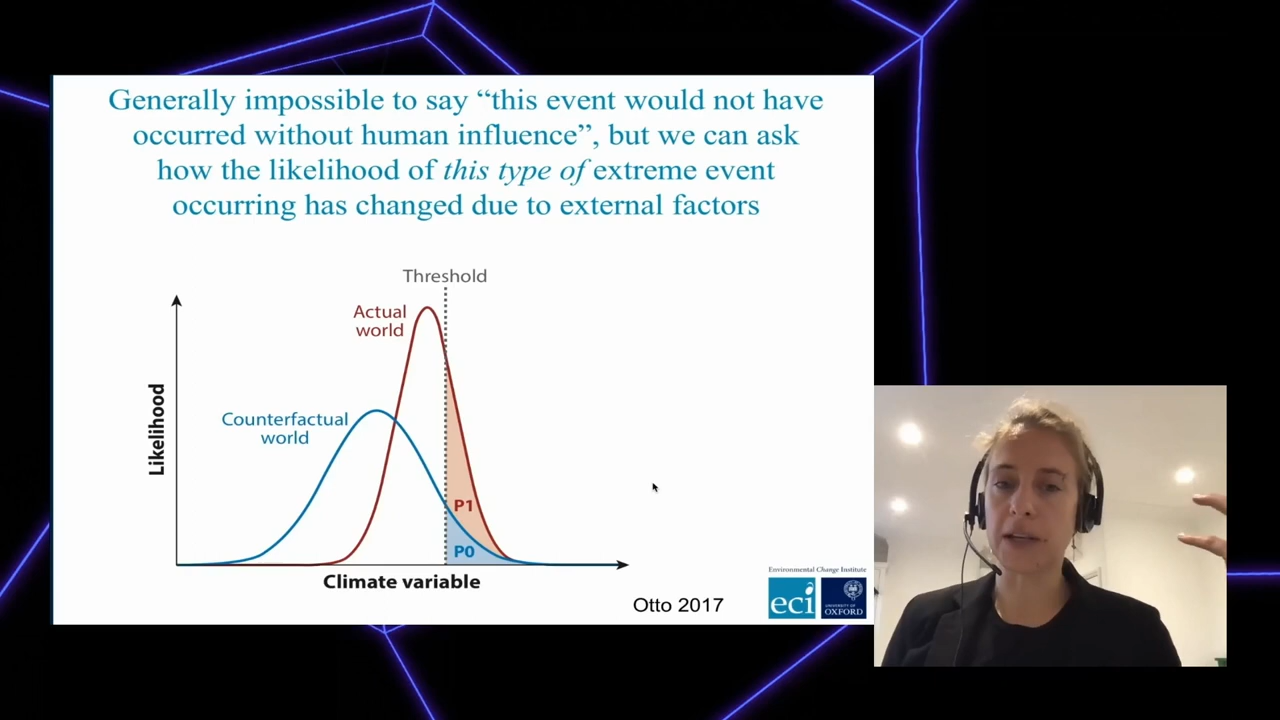 Generally impossible to say “this event would not have
occurred without human influence”, but we can ask
how the likelihood of this type of extreme event
occurring has changed due to external factors
Threshold
Actual
world
Counterfactual
world
Likelihood
P1
P0
Climate variable
Otto 2017
Environmental Change Institute
eci
UNIVERSITY OF
OXFORD